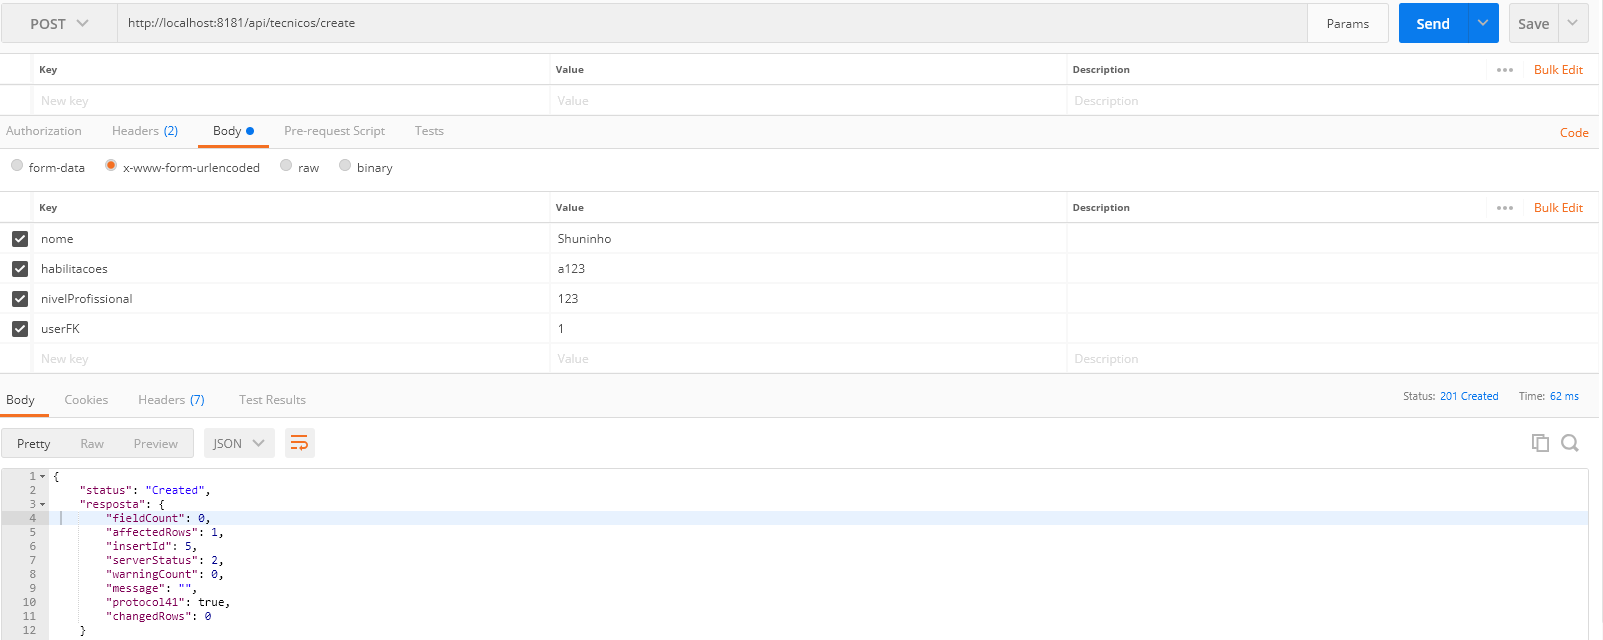 POST http://localhost:8181/api/tecnicos/create Params Send Save
Key Value Description ••• Bulk Edit
New key Value Description
Authorization Headers (2) Body Pre-request Script Tests Code
form-data x-www-form-urlencoded raw binary
Key Value Description ••• Bulk Edit
nome Shuninho
habilitacoes a123
nivelProfissional 123
userFK 1
New key Value Description
Body Cookies Headers (7) Test Results Status: 201 Created Time: 62 ms
Pretty Raw Preview JSON
1 {
2 "status": "Created",
3 "resposta": {
4 "fieldCount": 0,
5 "affectedRows": 1,
6 "insertId": 5,
7 "serverStatus": 2,
8 "warningCount": 0,
9 "message": "",
10 "protocol41": true,
11 "changedRows": 0
12 }